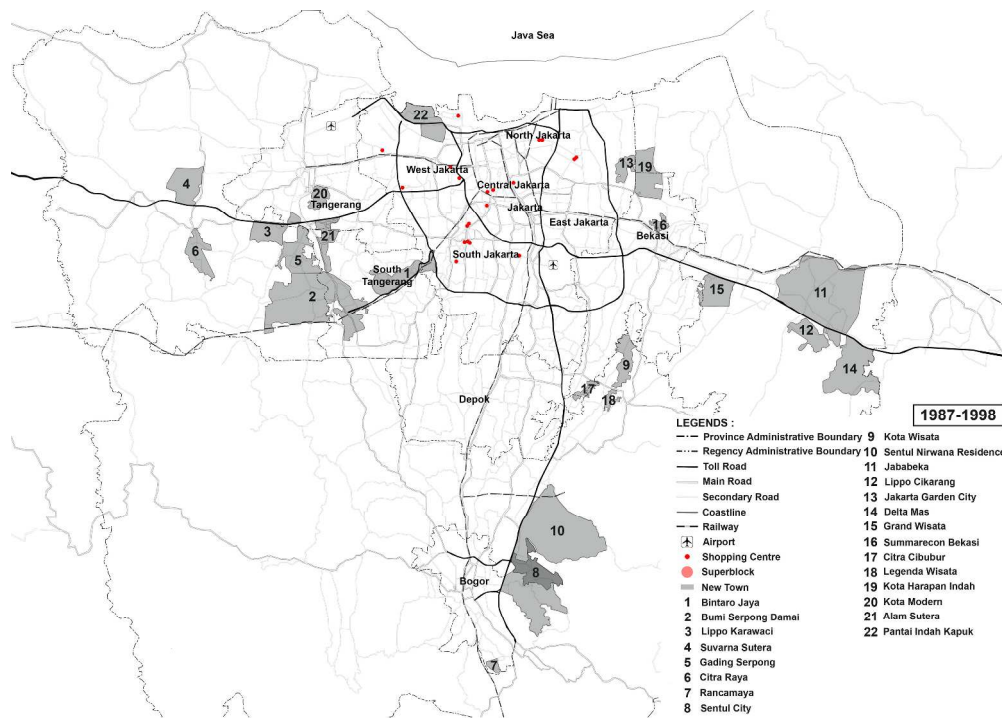 Java Sea
22
North Jakarta
13
19
West Jakarta
4
Central Jakarta
20
Tangerang
Jakarta
3
21
East Jakarta
16
Bekasi
6
5
South Jakarta
South
Tangerang
1
2
15
11
12
14
9
Depok
17
18
10
8
Bogor
7
1987-1998
LEGENDS :
Province Administrative Boundary
Regency Administrative Boundary
Toll Road
Main Road
Secondary Road
Coastline
Railway
Airport
Shopping Centre
Superblock
New Town
1 Bintaro Jaya
2 Bumi Serpong Damai
3 Lippo Karawaci
4 Suvarna Sutera
5 Gading Serpong
6 Citra Raya
7 Rancamaya
8 Sentul City
9 Kota Wisata
10 Sentul Nirwana Residence
11 Jababeka
12 Lippo Cikarang
13 Jakarta Garden City
14 Delta Mas
15 Grand Wisata
16 Summarecon Bekasi
17 Citra Cibubur
18 Legenda Wisata
19 Kota Harapan Indah
20 Kota Modern
21 Alam Sutera
22 Pantai Indah Kapuk